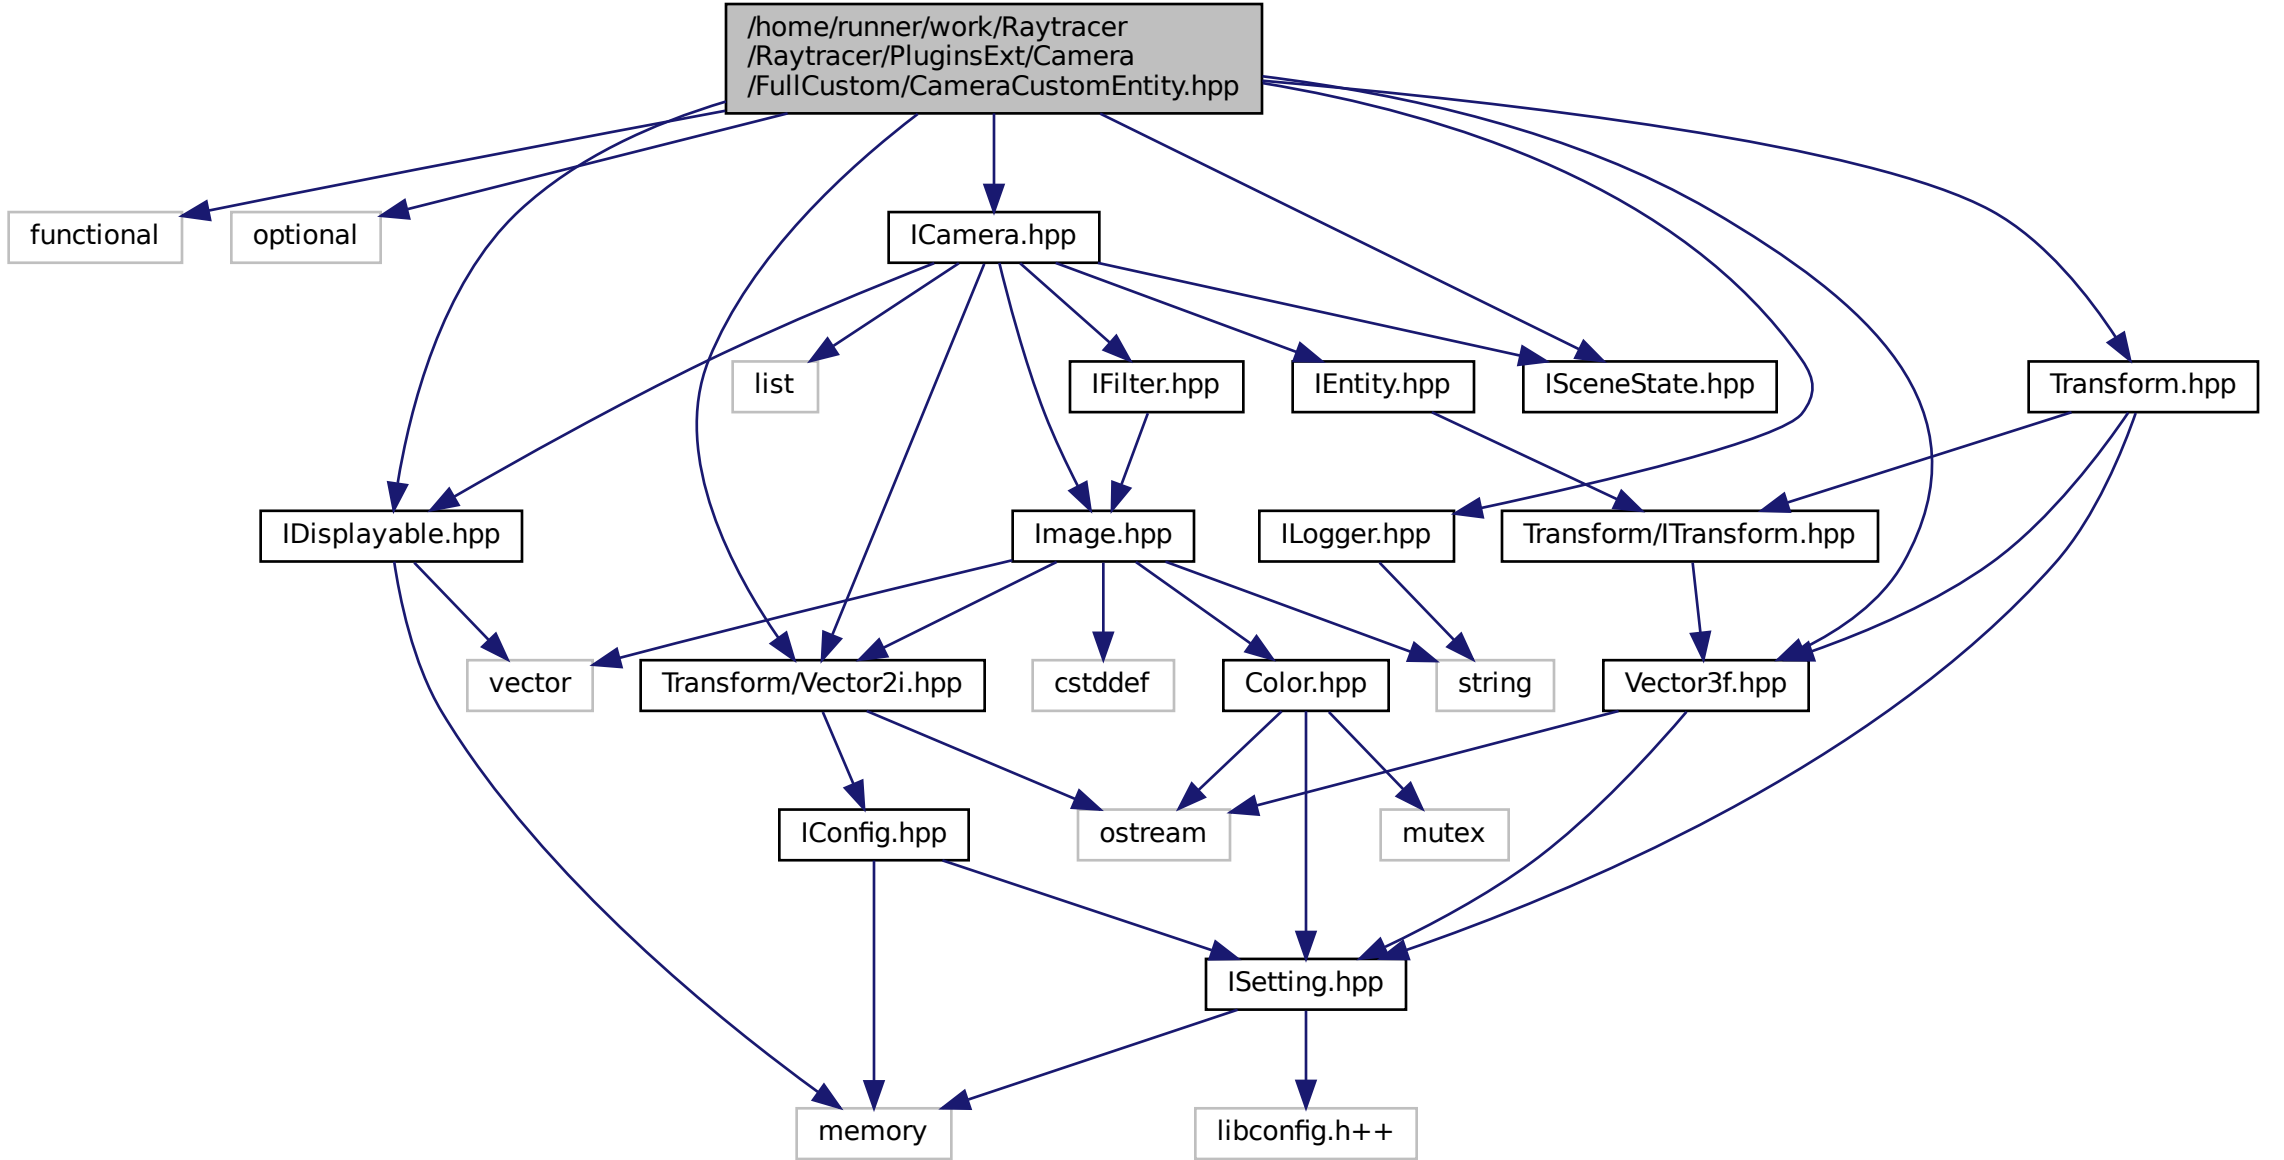 /home/runner/work/Raytracer
/Raytracer/PluginsExt/Camera
/FullCustom/CameraCustomEntity.hpp
functional
optional
ICamera.hpp
list
IFilter.hpp
IEntity.hpp
ISceneState.hpp
Transform.hpp
IDisplayable.hpp
Image.hpp
ILogger.hpp
Transform/ITransform.hpp
vector
Transform/Vector2i.hpp
cstddef
Color.hpp
string
Vector3f.hpp
IConfig.hpp
ostream
mutex
ISetting.hpp
memory
libconfig.h++